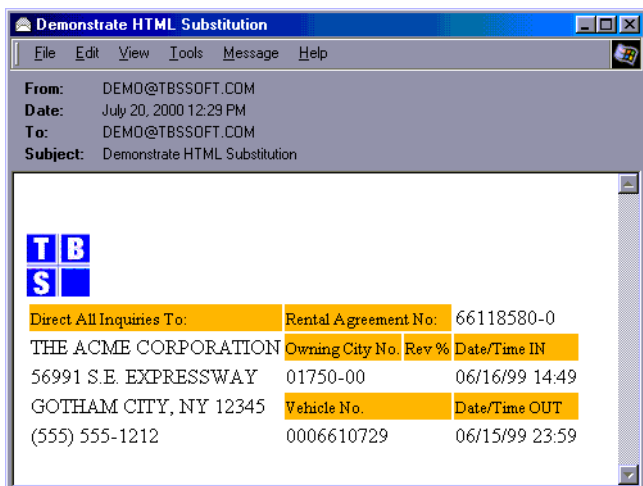 Demonstrate HTML Substitution
File Edit View Tools Message Help
From: DEMO@TBSSOFT.COM
Date: July 20, 2000 12:29 PM
To: DEMO@TBSSOFT.COM
Subject: Demonstrate HTML Substitution
T B
S
Direct All Inquiries To: Rental Agreement No: 66118580-0
THE ACME CORPORATION Owning City No. Rev % Date/Time IN
56991 S.E. EXPRESSWAY 01750-00 06/16/99 14:49
GOTHAM CITY, NY 12345 Vehicle No. Date/Time OUT
(555) 555-1212 0006610729 06/15/99 23:59